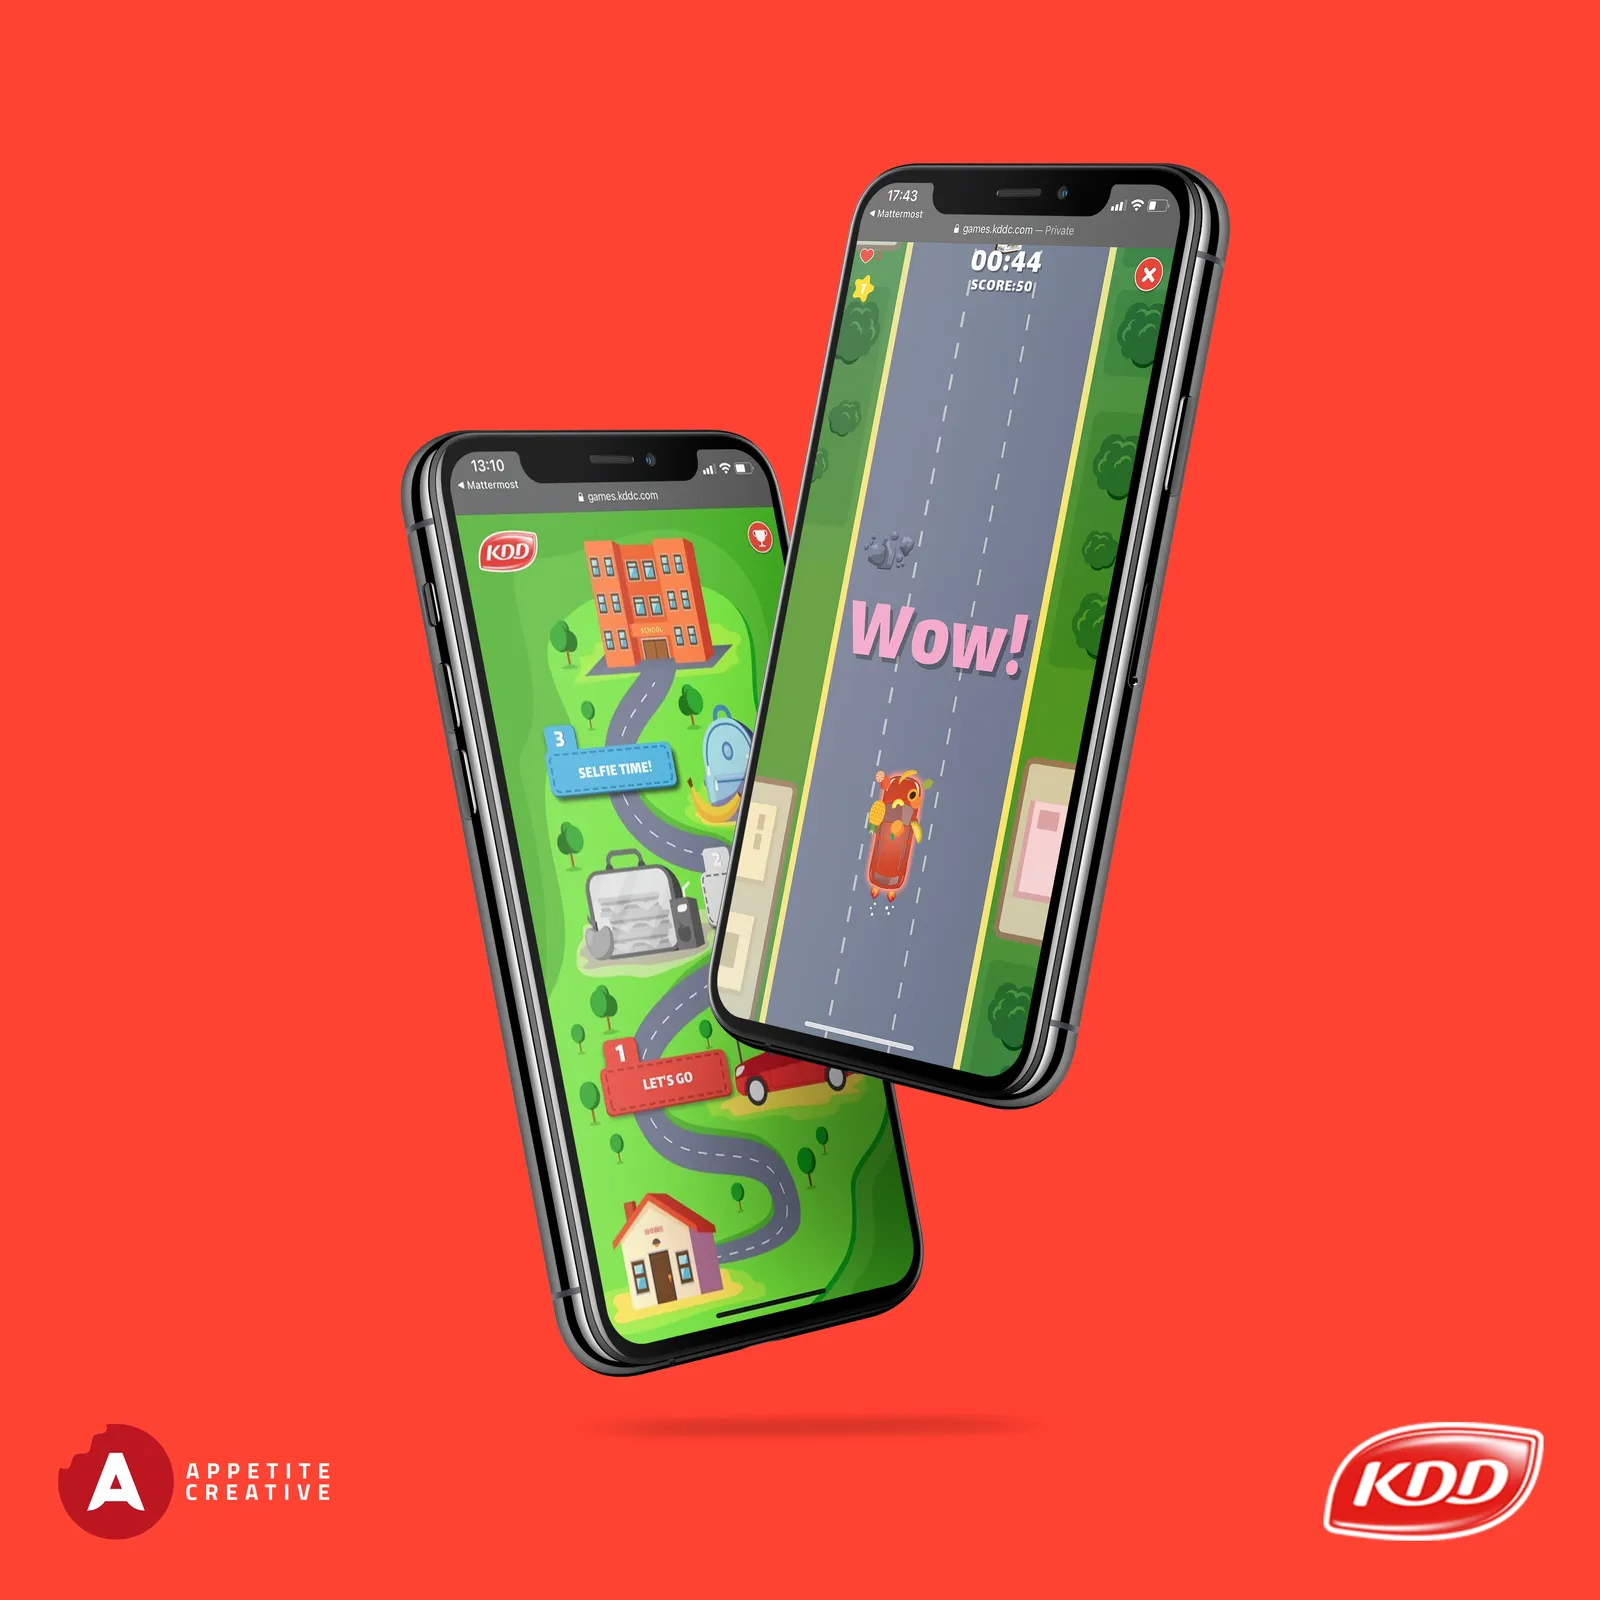 17:43
◀ Mattermost
games.kddc.com — Private
00:44
SCORE:50
Wow!
13:10
◀ Mattermost
games.kddc.com
KDD
SCHOOL
3
SELFIE TIME!
2
1
LET'S GO
HOME
APPETITE
CREATIVE
KDD